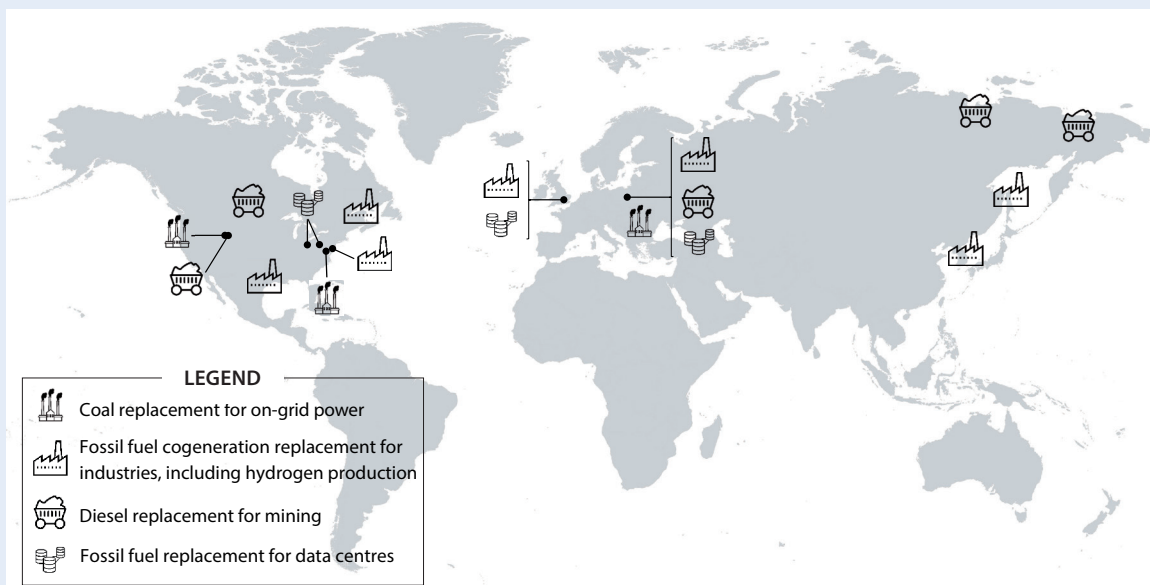 LEGEND
Coal replacement for on-grid power
Fossil fuel cogeneration replacement for
industries, including hydrogen production
Diesel replacement for mining
Fossil fuel replacement for data centres